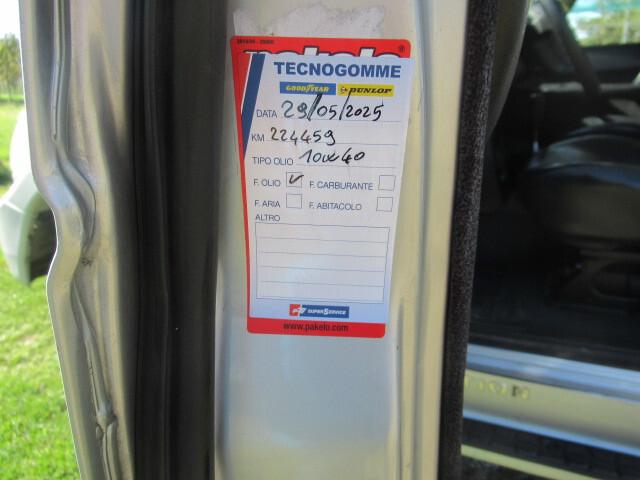 pakelo®
TECNOGOMME
GOODYEAR DUNLOP
DATA 29/05/2025
KM 224459
TIPO OLIO 10W40
F. OLIO ✓ F. CARBURANTE
F. ARIA F. ABITACOLO
ALTRO
SUPERSERVICE
www.pakelo.com